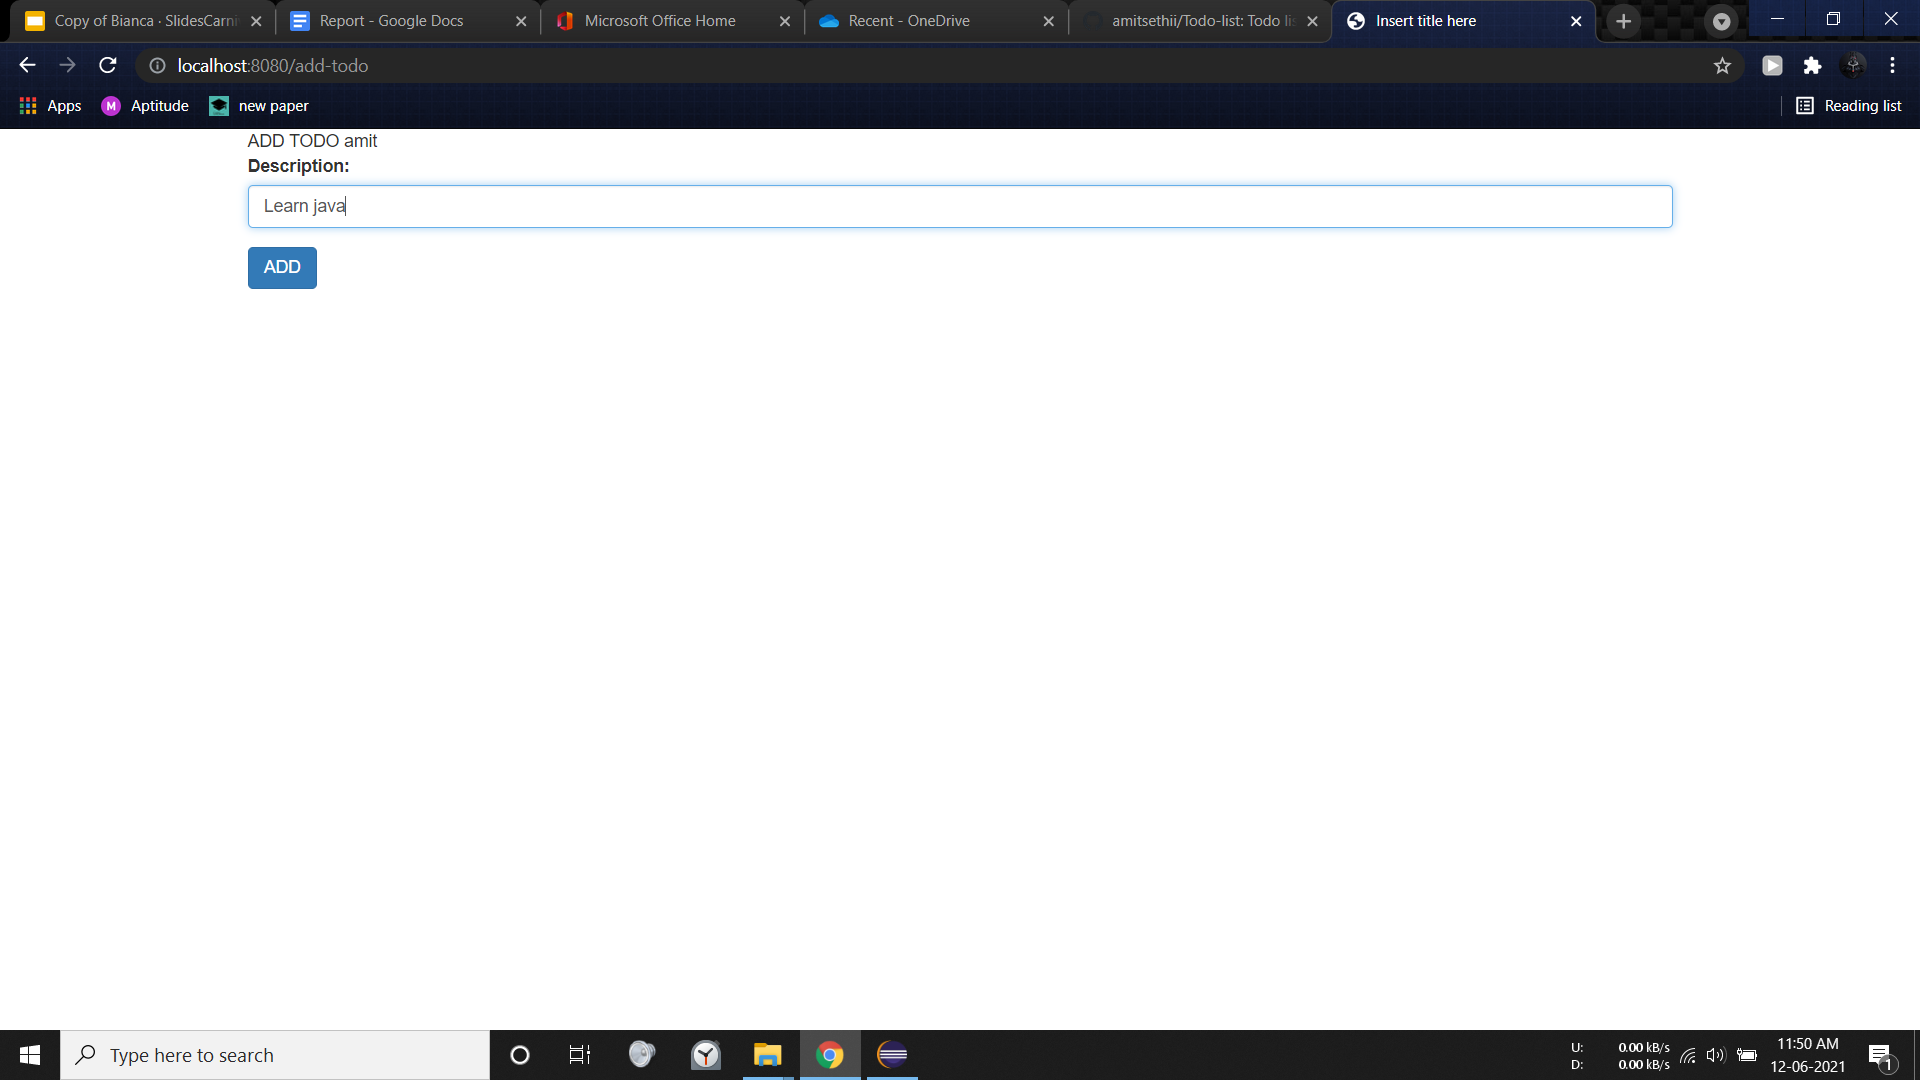 Copy of Bianca · SlidesCarni
Report - Google Docs
Microsoft Office Home
Recent - OneDrive
amitsethii/Todo-list: Todo lis
Insert title here
localhost:8080/add-todo
Apps
M
Aptitude
new paper
Reading list
ADD TODO amit
Description:
Learn java
ADD
Type here to search
U: 0.00 kB/s
D: 0.00 kB/s
11:50 AM
12-06-2021
1